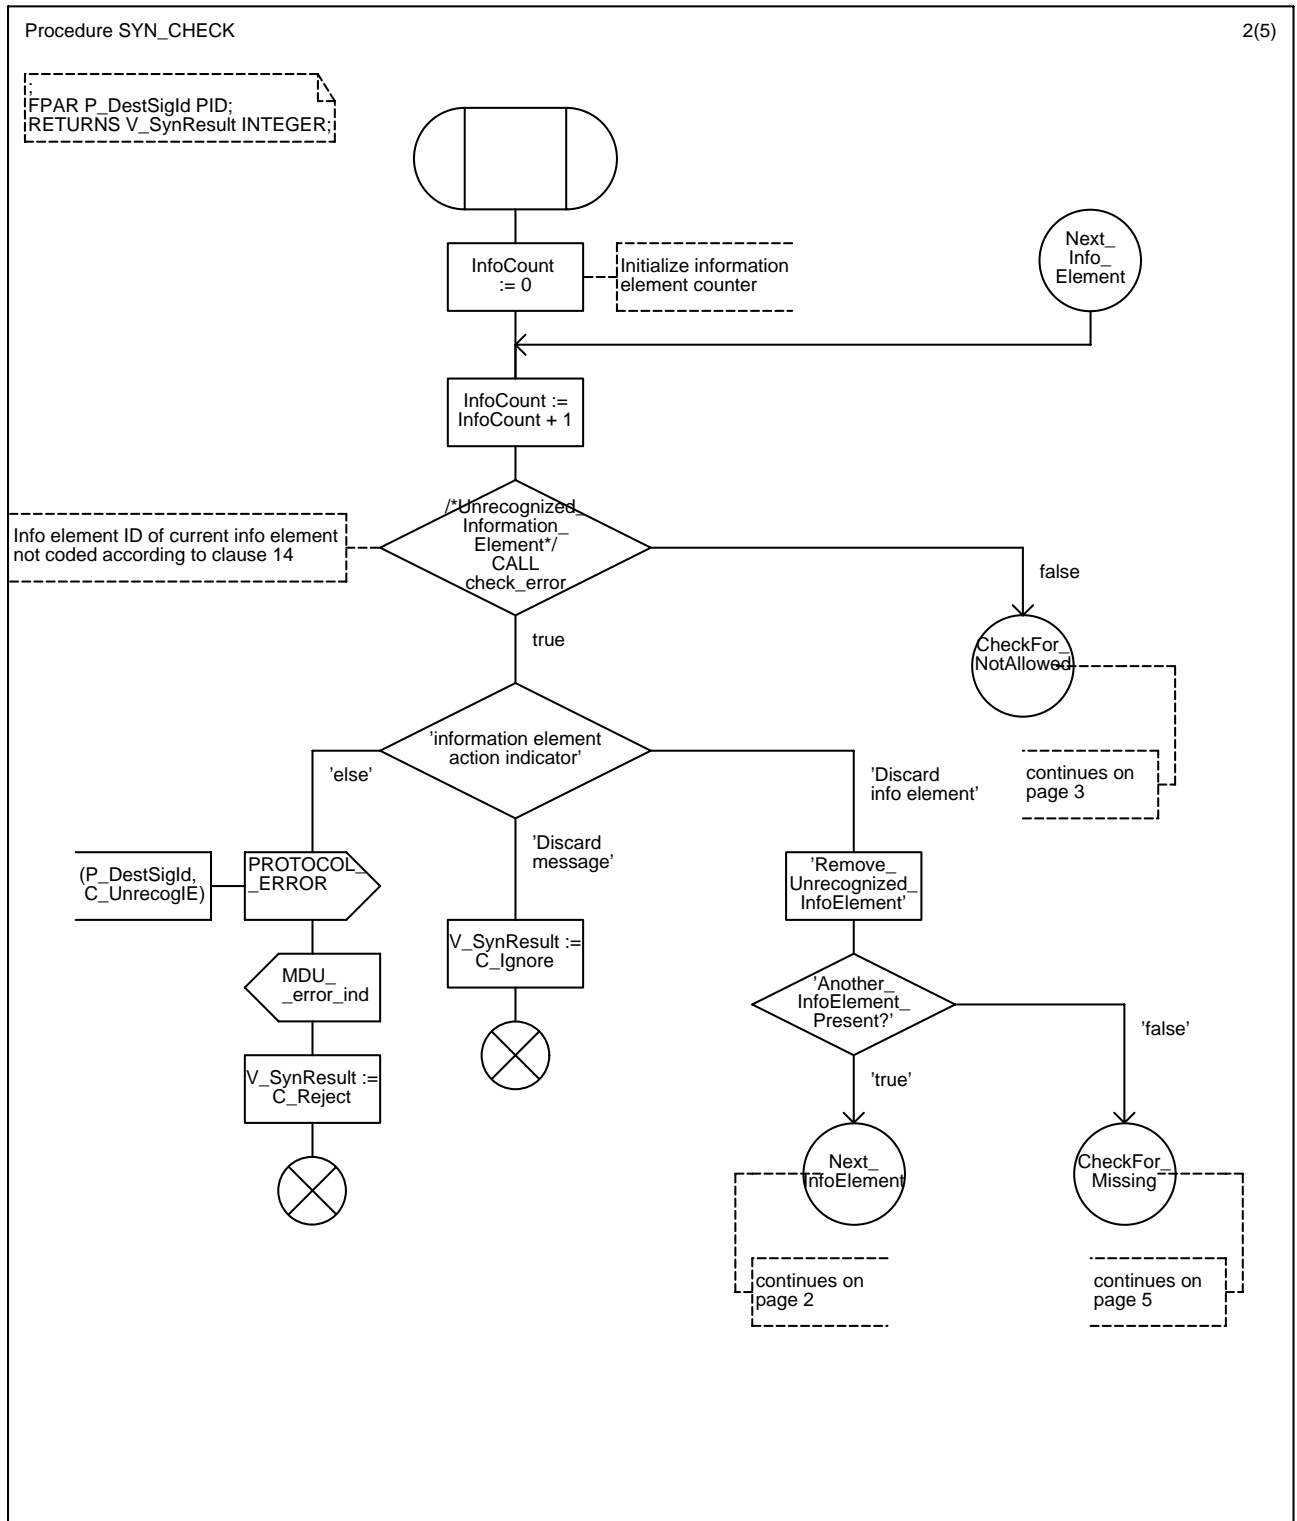 Procedure SYN_CHECK
2(5)
;
FPAR P_DestSigId PID;
RETURNS V_SynResult INTEGER;
InfoCount
:= 0
Initialize information
element counter
Next_
Info_
Element
InfoCount :=
InfoCount + 1
/*Unrecognized_
Information_
Element*/
CALL
check_error
Info element ID of current info element
not coded according to clause 14
false
true
CheckFor_
NotAllowed
continues on
page 3
'information element
action indicator'
'else'
'Discard
message'
'Discard
info element'
(P_DestSigId,
C_UnrecogIE)
PROTOCOL_
_ERROR
'Remove_
Unrecognized_
InfoElement'
MDU_
_error_ind
V_SynResult :=
C_Ignore
'Another_
InfoElement_
Present?'
'false'
'true'
V_SynResult :=
C_Reject
Next_
InfoElement
CheckFor_
Missing
continues on
page 2
continues on
page 5